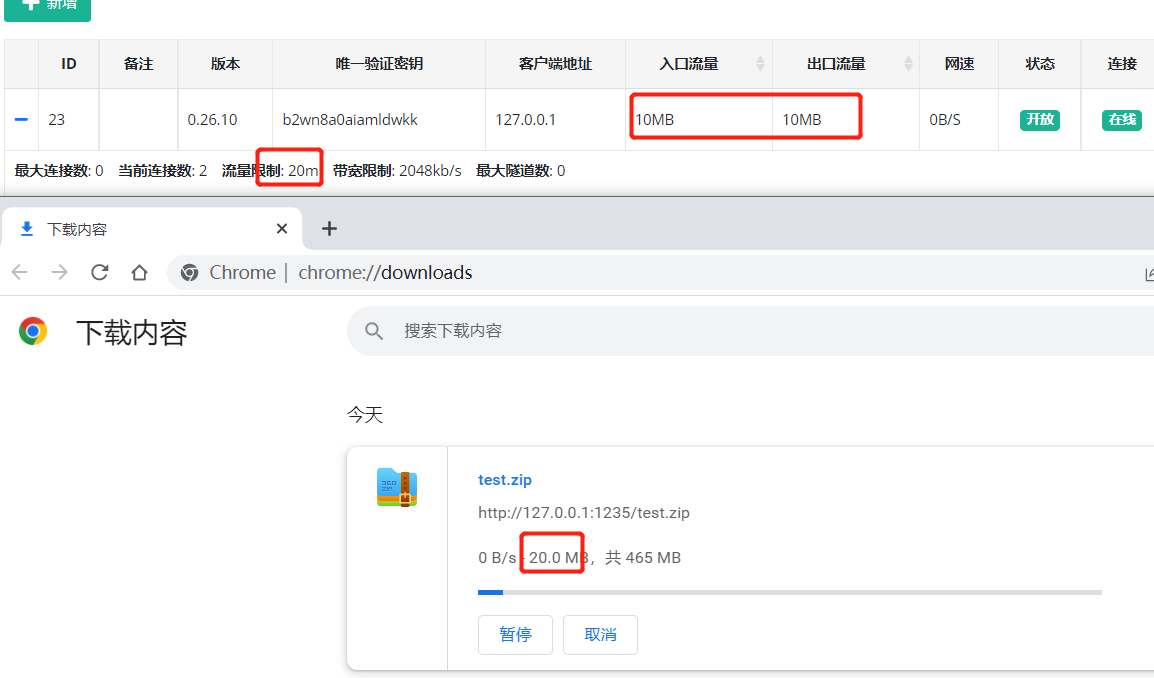 新增
ID 备注 版本 唯一验证密钥 客户端地址 入口流量 出口流量 网速 状态 连接
23 0.26.10 b2wn8a0aiamldwkk 127.0.0.1 10MB 10MB 0B/S 开放 在线
最大连接数: 0 当前连接数: 2 流量限制: 20m 带宽限制: 2048kb/s 最大隧道数: 0
下载内容
Chrome | chrome://downloads
下载内容
搜索下载内容
今天
360
ZIP
test.zip
http://127.0.0.1:1235/test.zip
0 B/s - 20.0 MB，共 465 MB
暂停 取消